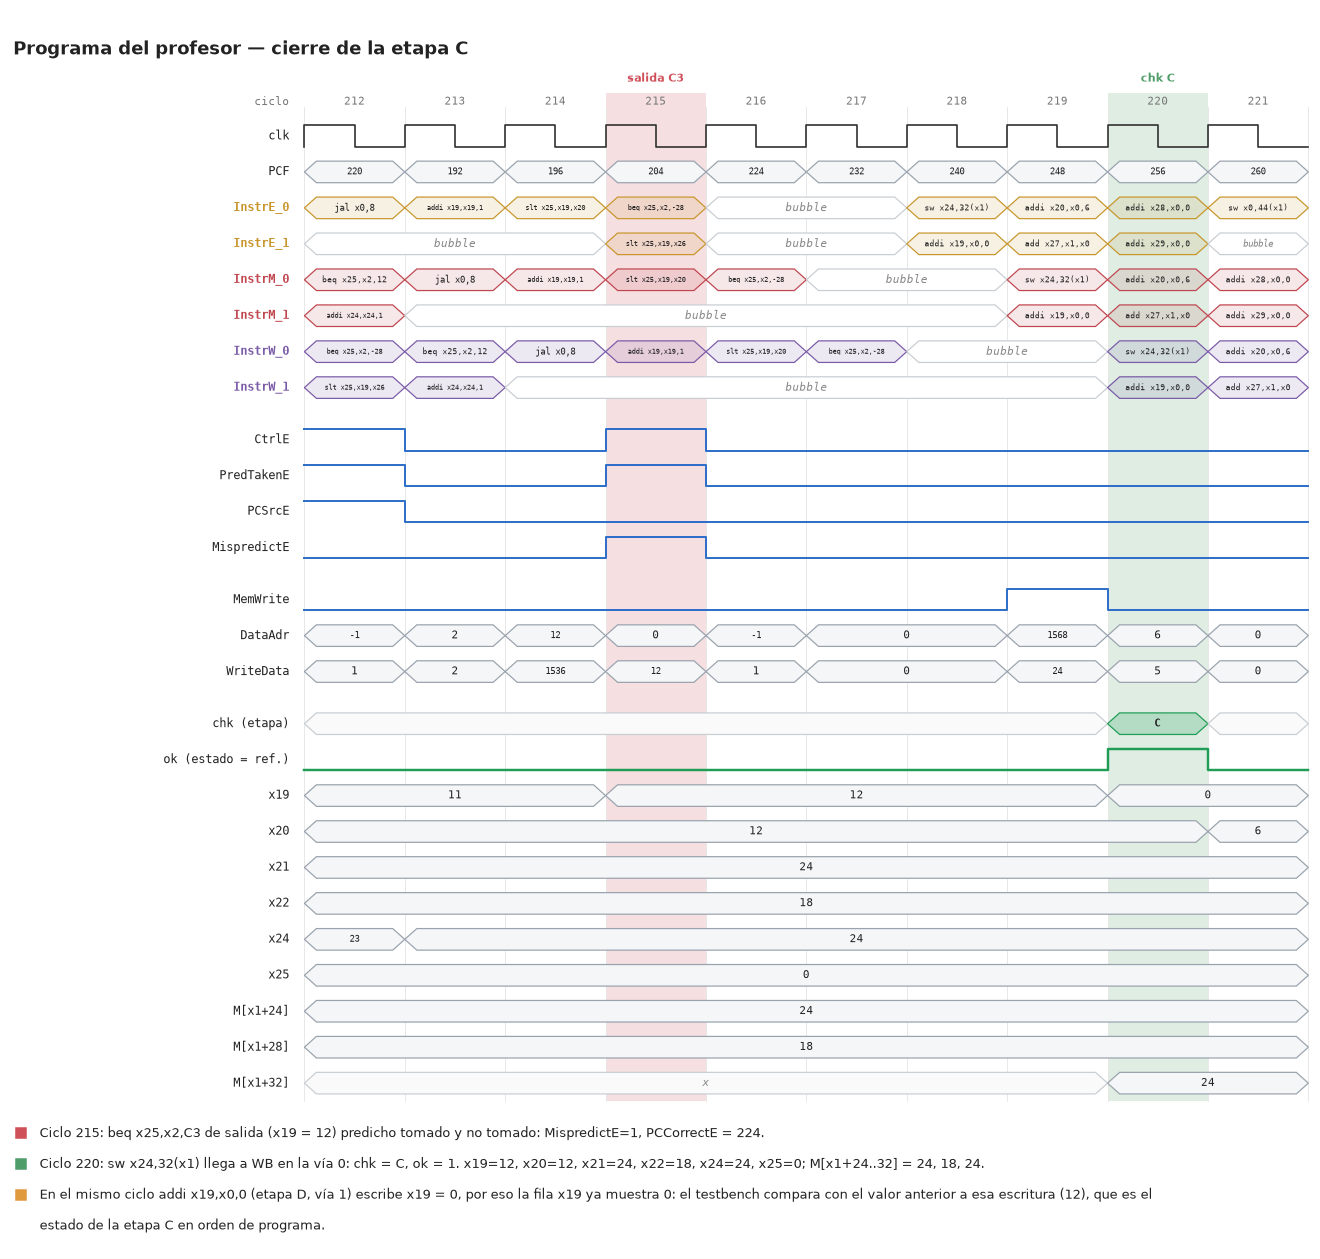 Programa del profesor — cierre de la etapa C
salida C3 chk C
ciclo 212 213 214 215 216 217 218 219 220 221
clk
PCF 220 192 196 204 224 232 240 248 256 260
InstrE_0 jal x0,8 addi x19,x19,1 slt x25,x19,x20 beq x25,x2,-28 bubble sw x24,32(x1) addi x20,x0,6 addi x28,x0,0 sw x0,44(x1)
InstrE_1 bubble slt x25,x19,x26 bubble addi x19,x0,0 add x27,x1,x0 addi x29,x0,0 bubble
InstrM_0 beq x25,x2,12 jal x0,8 addi x19,x19,1 slt x25,x19,x20 beq x25,x2,-28 bubble sw x24,32(x1) addi x20,x0,6 addi x28,x0,0
InstrM_1 addi x24,x24,1 bubble addi x19,x0,0 add x27,x1,x0 addi x29,x0,0
InstrW_0 beq x25,x2,-28 beq x25,x2,12 jal x0,8 addi x19,x19,1 slt x25,x19,x20 beq x25,x2,-28 bubble sw x24,32(x1) addi x20,x0,6
InstrW_1 slt x25,x19,x26 addi x24,x24,1 bubble addi x19,x0,0 add x27,x1,x0
CtrlE
PredTakenE
PCSrcE
MispredictE
MemWrite
DataAdr -1 2 12 0 -1 0 1568 6 0
WriteData 1 2 1536 12 1 0 24 5 0
chk (etapa) C
ok (estado = ref.)
x19 11 12 0
x20 12 6
x21 24
x22 18
x24 23 24
x25 0
M[x1+24] 24
M[x1+28] 18
M[x1+32] x 24
Ciclo 215: beq x25,x2,C3 de salida (x19 = 12) predicho tomado y no tomado: MispredictE=1, PCCorrectE = 224.
Ciclo 220: sw x24,32(x1) llega a WB en la vía 0: chk = C, ok = 1. x19=12, x20=12, x21=24, x22=18, x24=24, x25=0; M[x1+24..32] = 24, 18, 24.
En el mismo ciclo addi x19,x0,0 (etapa D, vía 1) escribe x19 = 0, por eso la fila x19 ya muestra 0: el testbench compara con el valor anterior a esa escritura (12), que es el
estado de la etapa C en orden de programa.